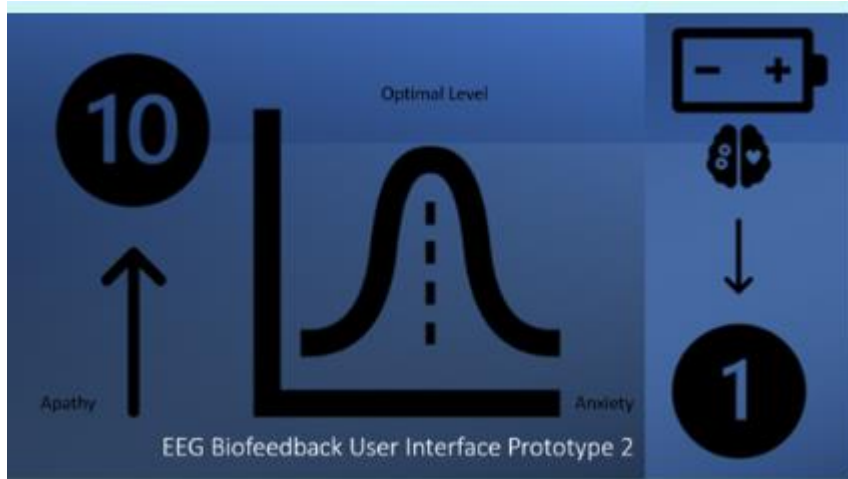 10
Optimal Level
- +
Apathy
Anxiety
1
EEG Biofeedback User Interface Prototype 2